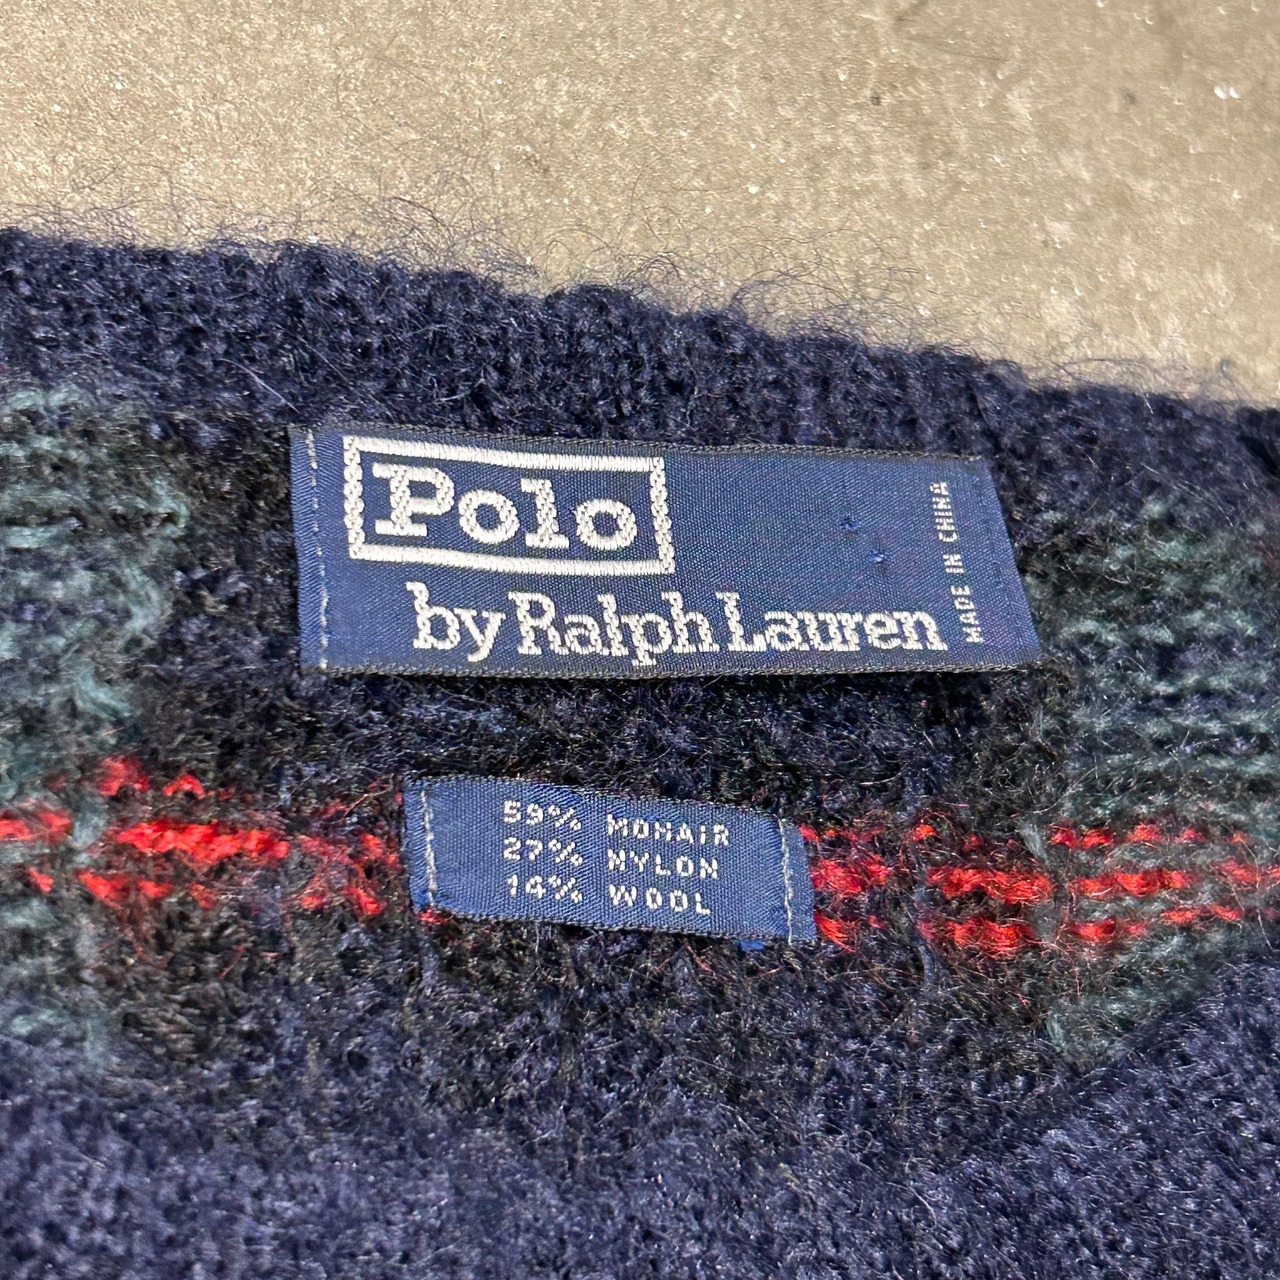 Polo
by Ralph Lauren
MADE IN CHINA
59% MOHAIR
27% NYLON
14% WOOL